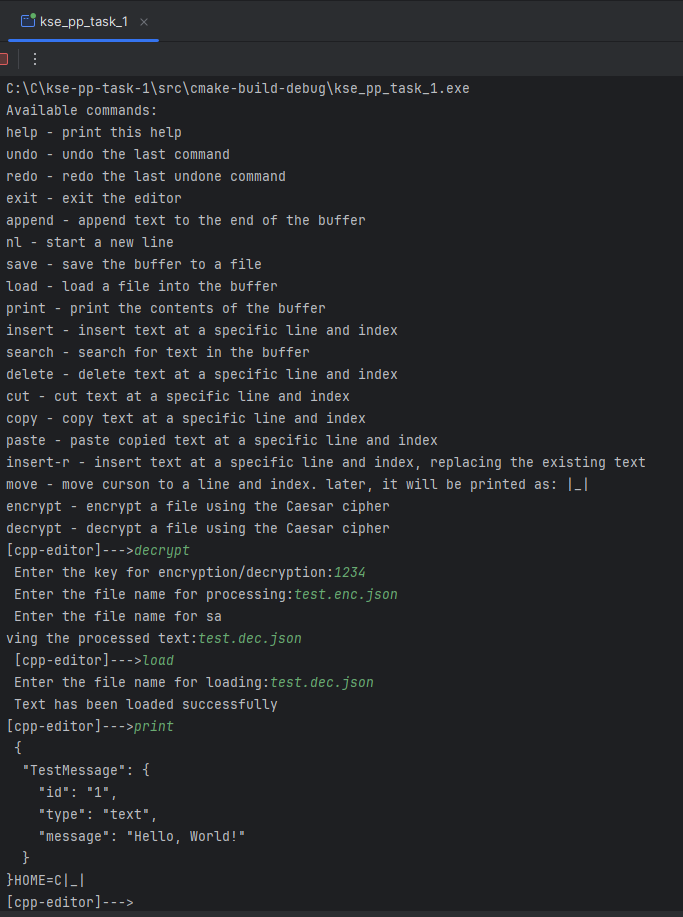 kse_pp_task_1
C:\C\kse-pp-task-1\src\cmake-build-debug\kse_pp_task_1.exe
Available commands:
help - print this help
undo - undo the last command
redo - redo the last undone command
exit - exit the editor
append - append text to the end of the buffer
nl - start a new line
save - save the buffer to a file
load - load a file into the buffer
print - print the contents of the buffer
insert - insert text at a specific line and index
search - search for text in the buffer
delete - delete text at a specific line and index
cut - cut text at a specific line and index
copy - copy text at a specific line and index
paste - paste copied text at a specific line and index
insert-r - insert text at a specific line and index, replacing the existing text
move - move curson to a line and index. later, it will be printed as: |_|
encrypt - encrypt a file using the Caesar cipher
decrypt - decrypt a file using the Caesar cipher
[cpp-editor]--->decrypt
 Enter the key for encryption/decryption:1234
 Enter the file name for processing:test.enc.json
 Enter the file name for sa
ving the processed text:test.dec.json
 [cpp-editor]--->load
 Enter the file name for loading:test.dec.json
 Text has been loaded successfully
[cpp-editor]--->print
 {
  "TestMessage": {
    "id": "1",
    "type": "text",
    "message": "Hello, World!"
  }
}HOME=C|_|
[cpp-editor]--->